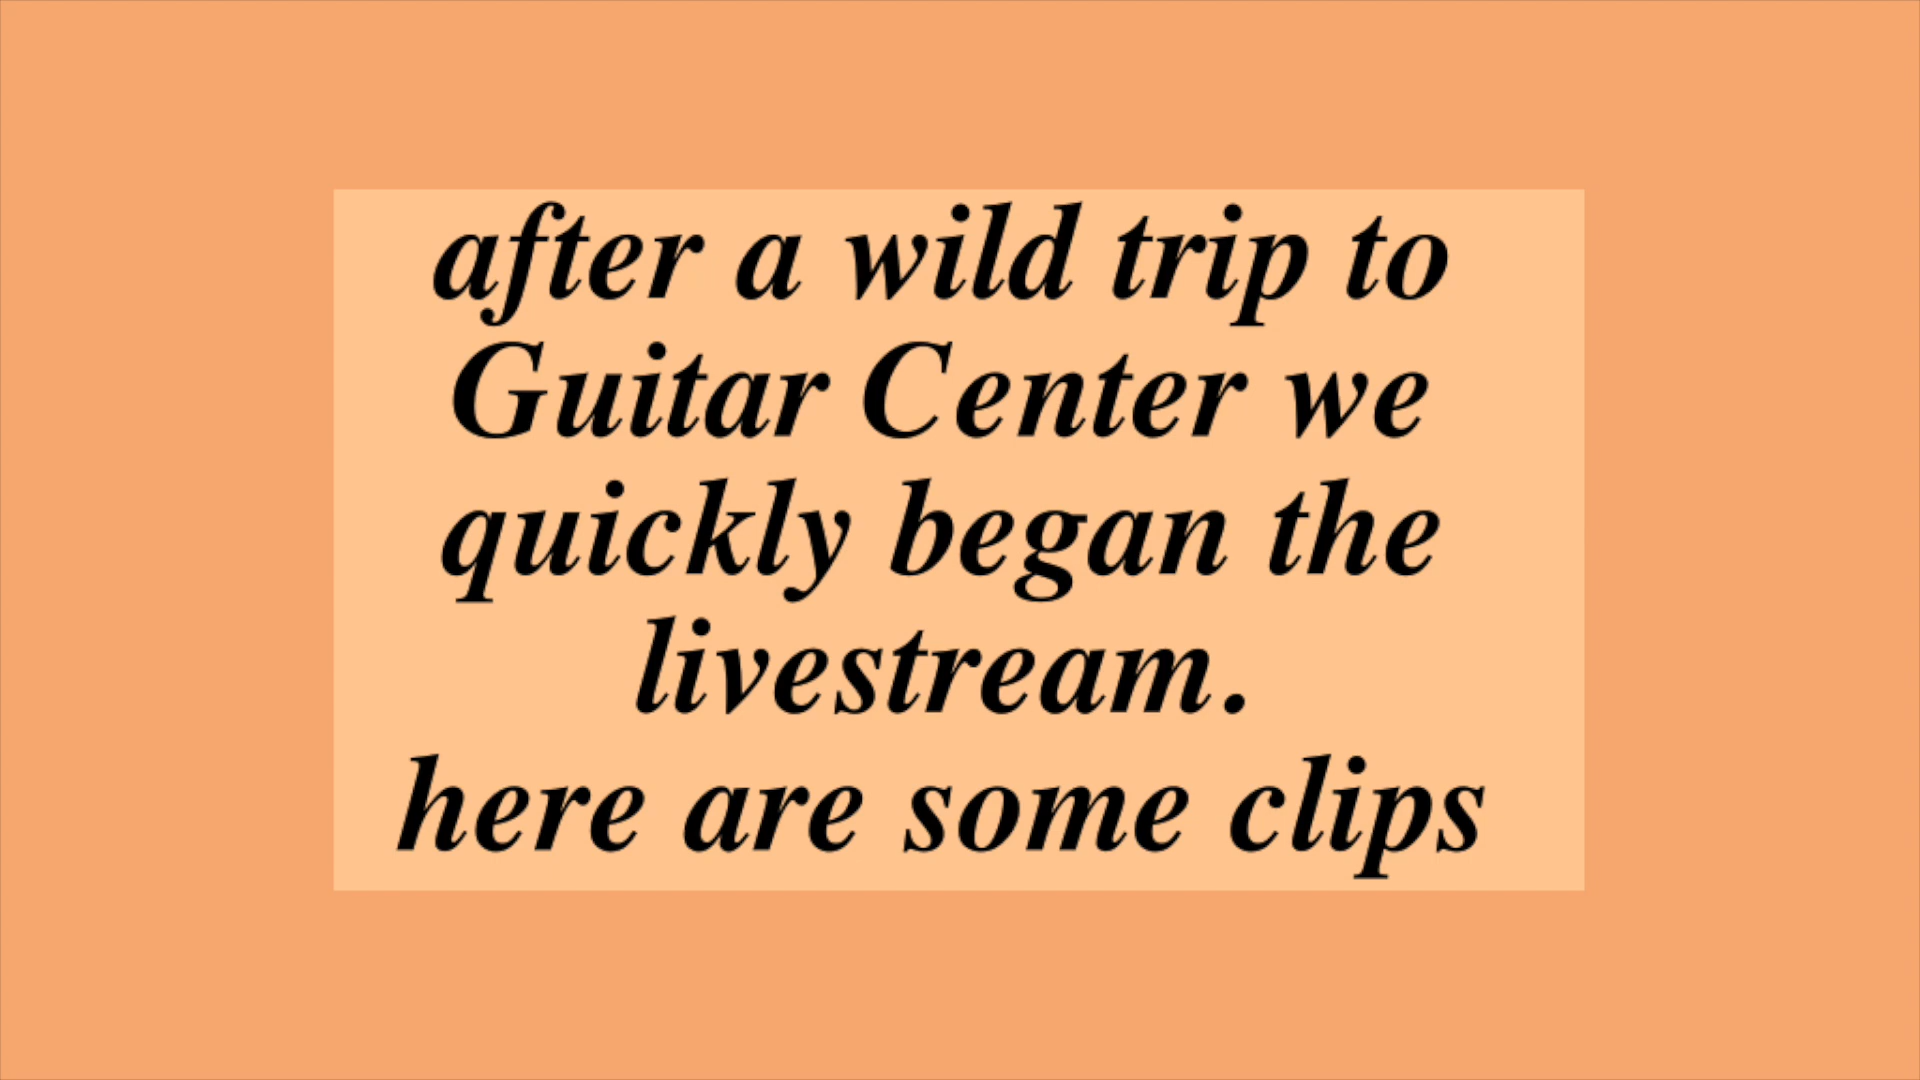 after a wild trip to
Guitar Center we
quickly began the
livestream.
here are some clips